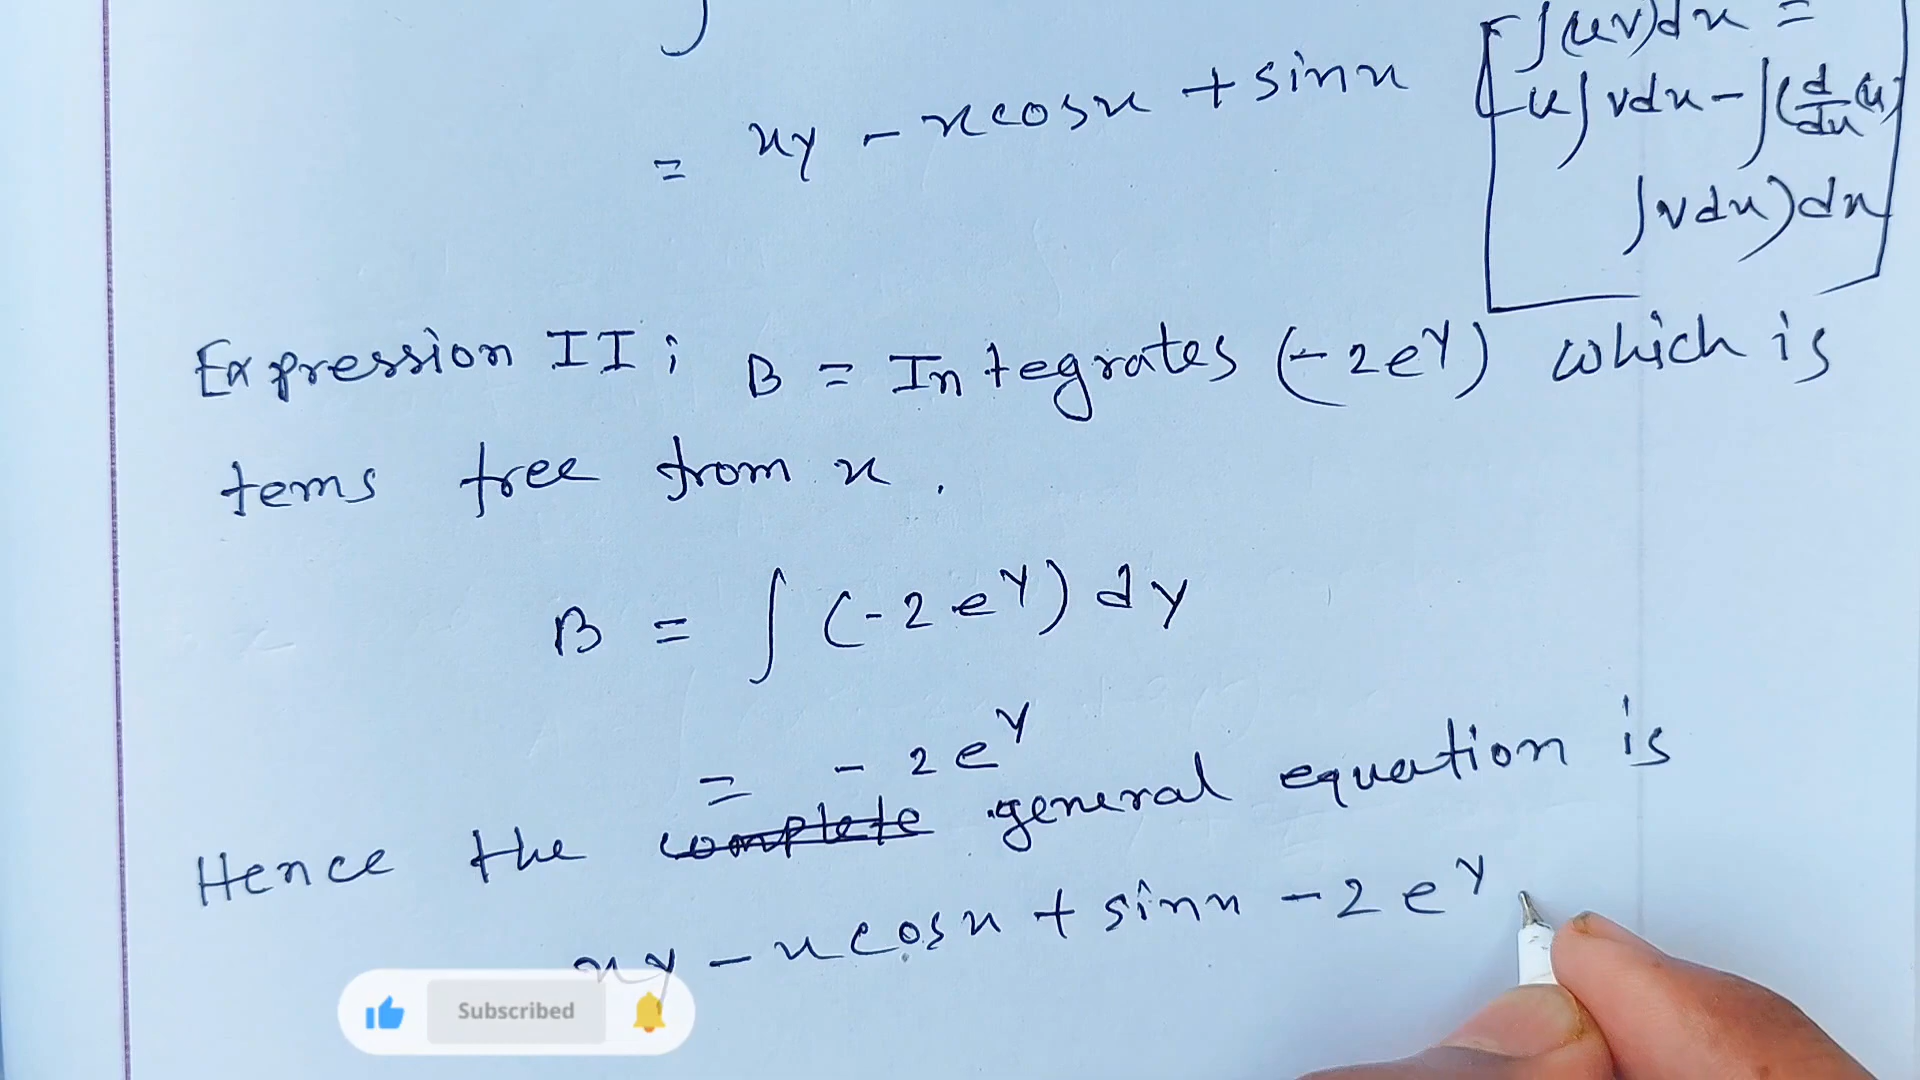 = xy - xcosx + sinx
[∫(uv)dx =
u∫vdx - ∫(d/dx(u)
∫vdx)dx
Expression II; B = Integrates (-2e^y) which is
tems free from x.
B = ∫(-2e^y)dy
= -2e^y
Hence the complete general equation is
xy - xcosx + sinx - 2e^y
Subscribed